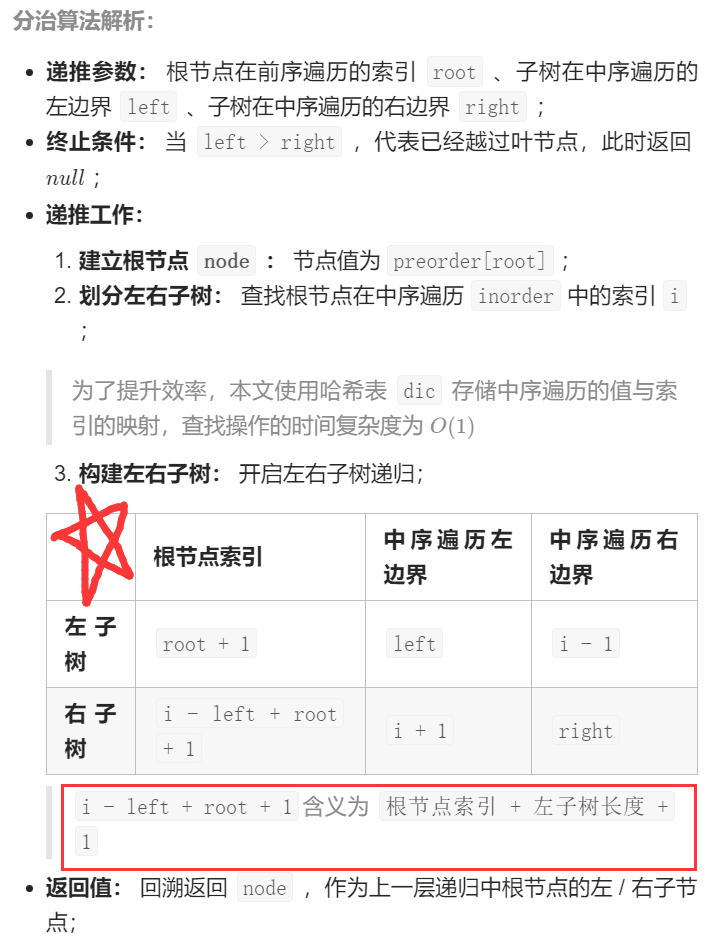 分治算法解析：
递推参数： 根节点在前序遍历的索引 root 、子树在中序遍历的
左边界 left 、子树在中序遍历的右边界 right ；
终止条件： 当 left > right ，代表已经越过叶节点，此时返回
null ；
递推工作：
1. 建立根节点 node ： 节点值为 preorder[root] ；
2. 划分左右子树： 查找根节点在中序遍历 inorder 中的索引 i
；
为了提升效率，本文使用哈希表 dic 存储中序遍历的值与索
引的映射，查找操作的时间复杂度为 O(1)
3. 构建左右子树： 开启左右子树递归；
根节点索引
中序遍历左
边界
中序遍历右
边界
左子
树
root + 1
left
i - 1
右子
树
i - left + root
+ 1
i + 1
right
i - left + root + 1 含义为 根节点索引 + 左子树长度 +
1
返回值： 回溯返回 node ，作为上一层递归中根节点的左 / 右子节
点；